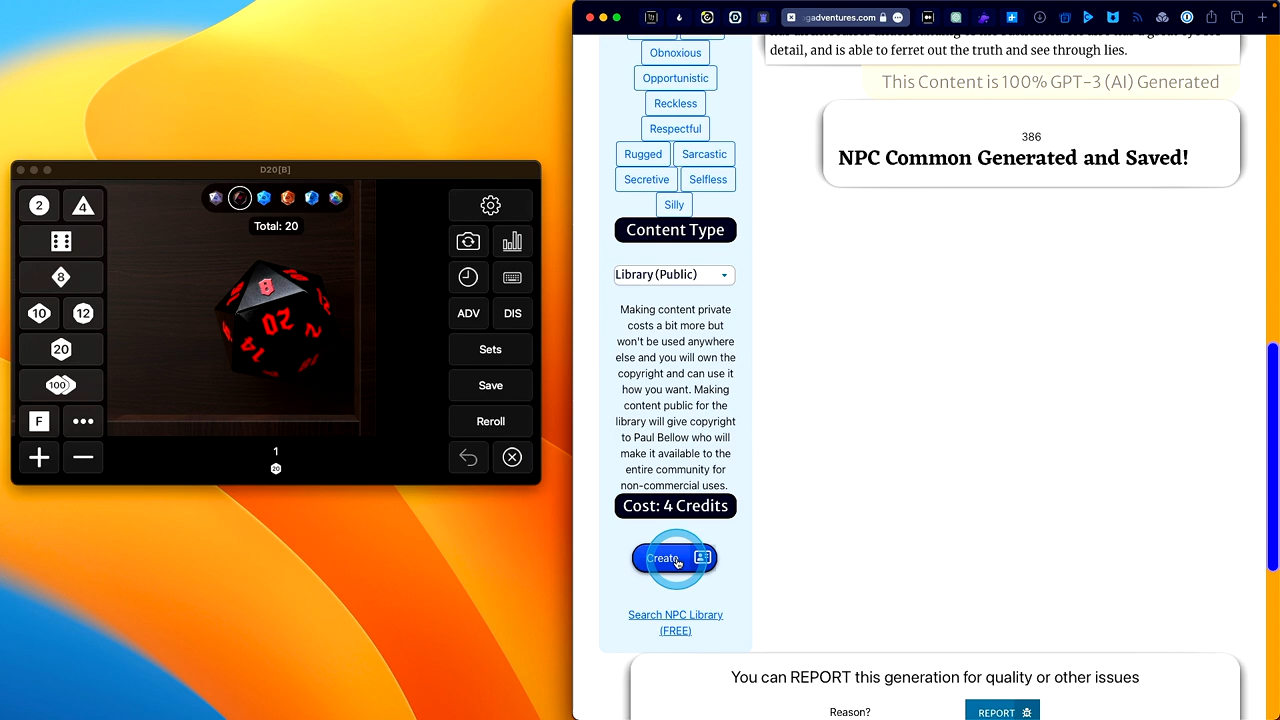 D20[B]
2
4
8
10
12
20
100
F
Total: 20
8
20
2
14
ADV
DIS
Sets
Save
Reroll
1
20
gadventures.com
Obnoxious
Opportunistic
Reckless
Respectful
Rugged
Sarcastic
Secretive
Selfless
Silly
Content Type
Library (Public)
Making content private
costs a bit more but
won't be used anywhere
else and you will own the
copyright and can use it
how you want. Making
content public for the
library will give copyright
to Paul Bellow who will
make it available to the
entire community for
non-commercial uses.
Cost: 4 Credits
Create
Search NPC Library
(FREE)
detail, and is able to ferret out the truth and see through lies.
This Content is 100% GPT-3 (AI) Generated
386
NPC Common Generated and Saved!
You can REPORT this generation for quality or other issues
Reason?
REPORT